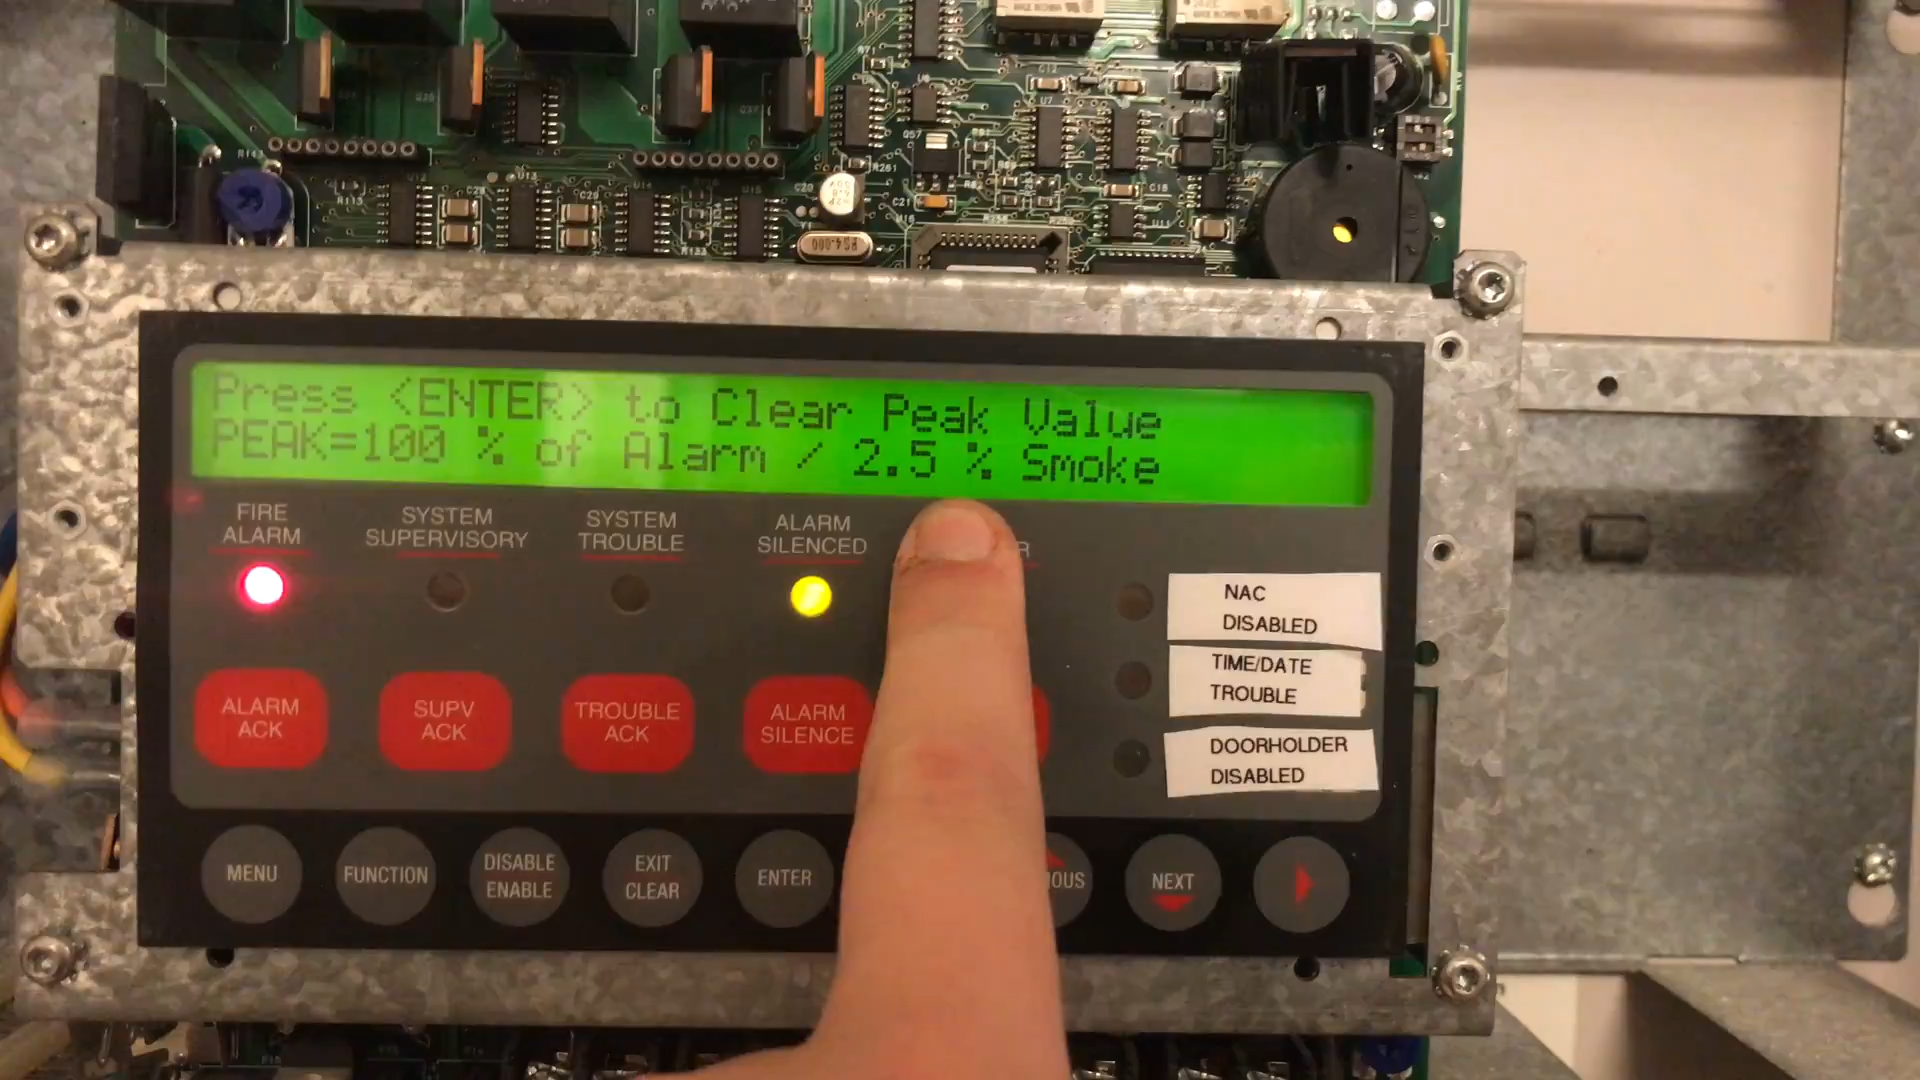 Press <ENTER> to Clear Peak Value
PEAK=100 % of Alarm / 2.5 % Smoke
FIRE
ALARM
SYSTEM
SUPERVISORY
SYSTEM
TROUBLE
ALARM
SILENCED
NAC
DISABLED
TIME/DATE
TROUBLE
DOORHOLDER
DISABLED
ALARM
ACK
SUPV
ACK
TROUBLE
ACK
ALARM
SILENCE
MENU
FUNCTION
DISABLE
ENABLE
EXIT
CLEAR
ENTER
IOUS
NEXT